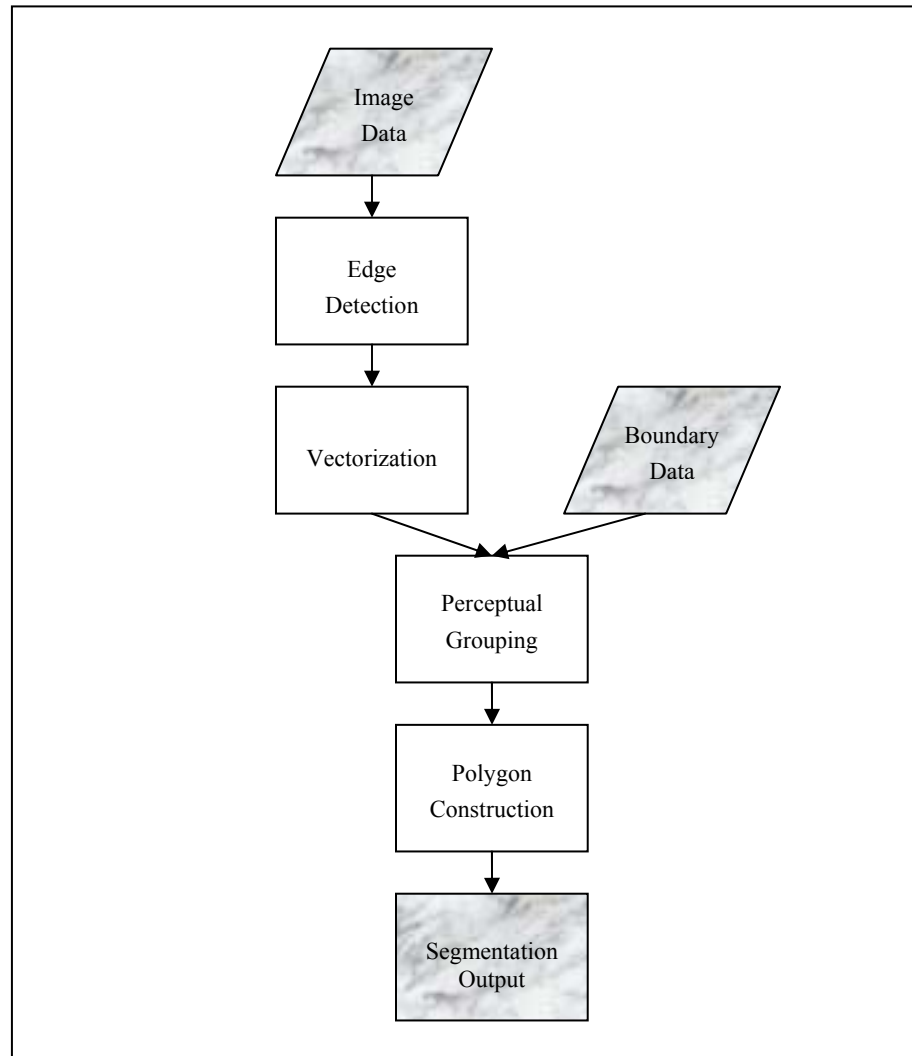 Image
Data
Edge
Detection
Vectorization
Boundary
Data
Perceptual
Grouping
Polygon
Construction
Segmentation
Output